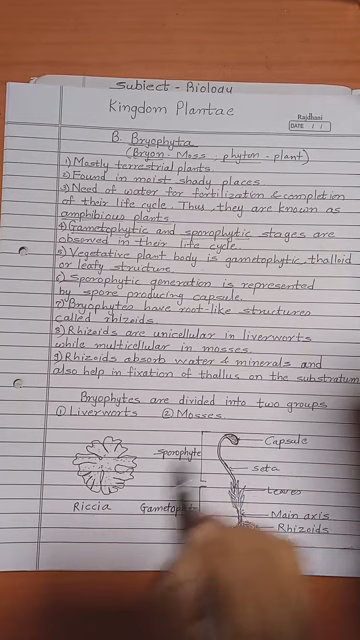 Subject - Biology
Kingdom Plantae
Rajdhani
DATE / /
B. Bryophyta
(Bryon - Moss, phyton - plant)
1) Mostly terrestrial plants
2) Found in moist shady places
3) Need of water for fortilization & completion
of their life cycle. Thus they are known as
amphibious plants
4) Gametophytic and sporophytic stages are
observed in their life cycle.
5) Vegetative plant body is gametophytic thalloid
or leafy structure
6) Sporophytic generation is represented
by spore producing capsule.
7) Bryophytes have root-like structures
called rhizoids
8) Rhizoids are unicellular in liverworts
while multicellular in mosses.
9) Rhizoids absorb water & minerals and
also help in fixation of thallus on the substratum
Bryophytes are divided into two groups
① Liverworts ② Mosses
Sporophyte
Capsule
seta
Leaves
Riccia
Main axis
Rhizoids